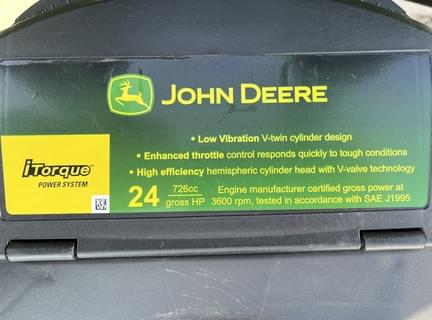 JOHN DEERE
• Low Vibration V-twin cylinder design
• Enhanced throttle control responds quickly to tough conditions
• High efficiency hemispheric cylinder head with V-valve technology
iTorque™
POWER SYSTEM
24 726cc gross HP
Engine manufacturer certified gross power at
3600 rpm, tested in accordance with SAE J1995